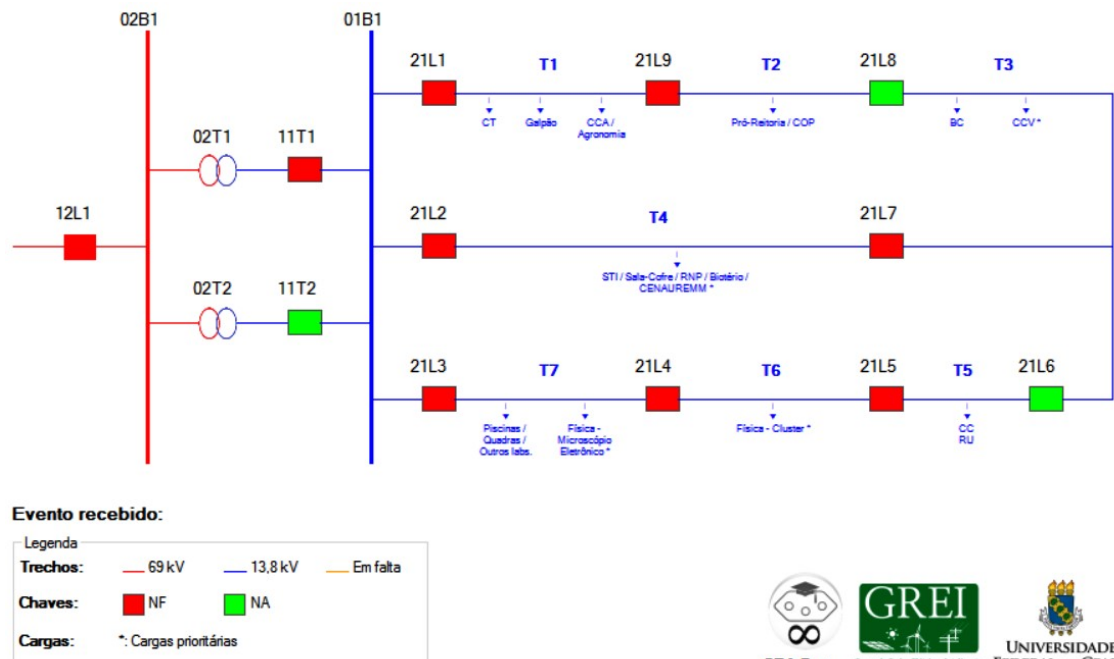 02B1
01B1
21L1
T1
21L9
T2
21L8
T3
CT
Galpão
CCA /
Agronomia
Pró-Reitoria / COP
BC
CCV *
02T1
11T1
12L1
21L2
T4
21L7
STI / Sala-Cofre / RNP / Biotério /
CENAUREMM *
02T2
11T2
21L3
T7
21L4
T6
21L5
T5
21L6
Piscinas /
Quadras /
Outros labs.
Física -
Microscópio
Eletrônico *
Física - Cluster *
CC
RU
Evento recebido:
Legenda
Trechos:
69 kV
13,8 kV
Em falta
Chaves:
NF
NA
Cargas:
*: Cargas prioritárias
GREI
UNIVERSIDADE